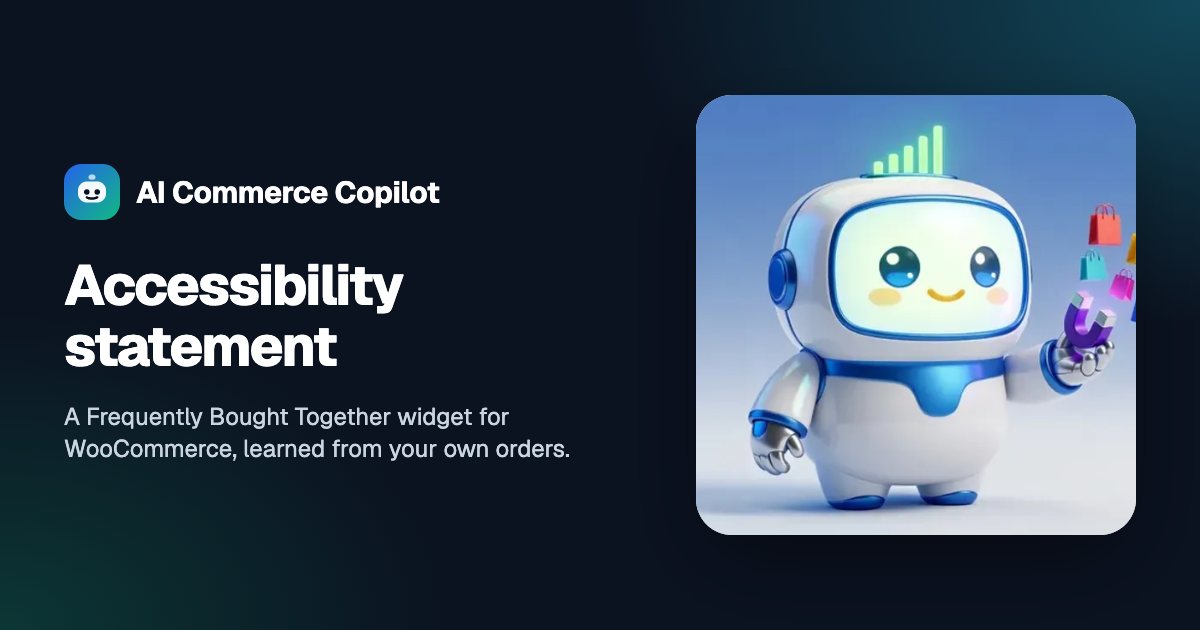 AI Commerce Copilot
Accessibility
statement
A Frequently Bought Together widget for
WooCommerce, learned from your own orders.